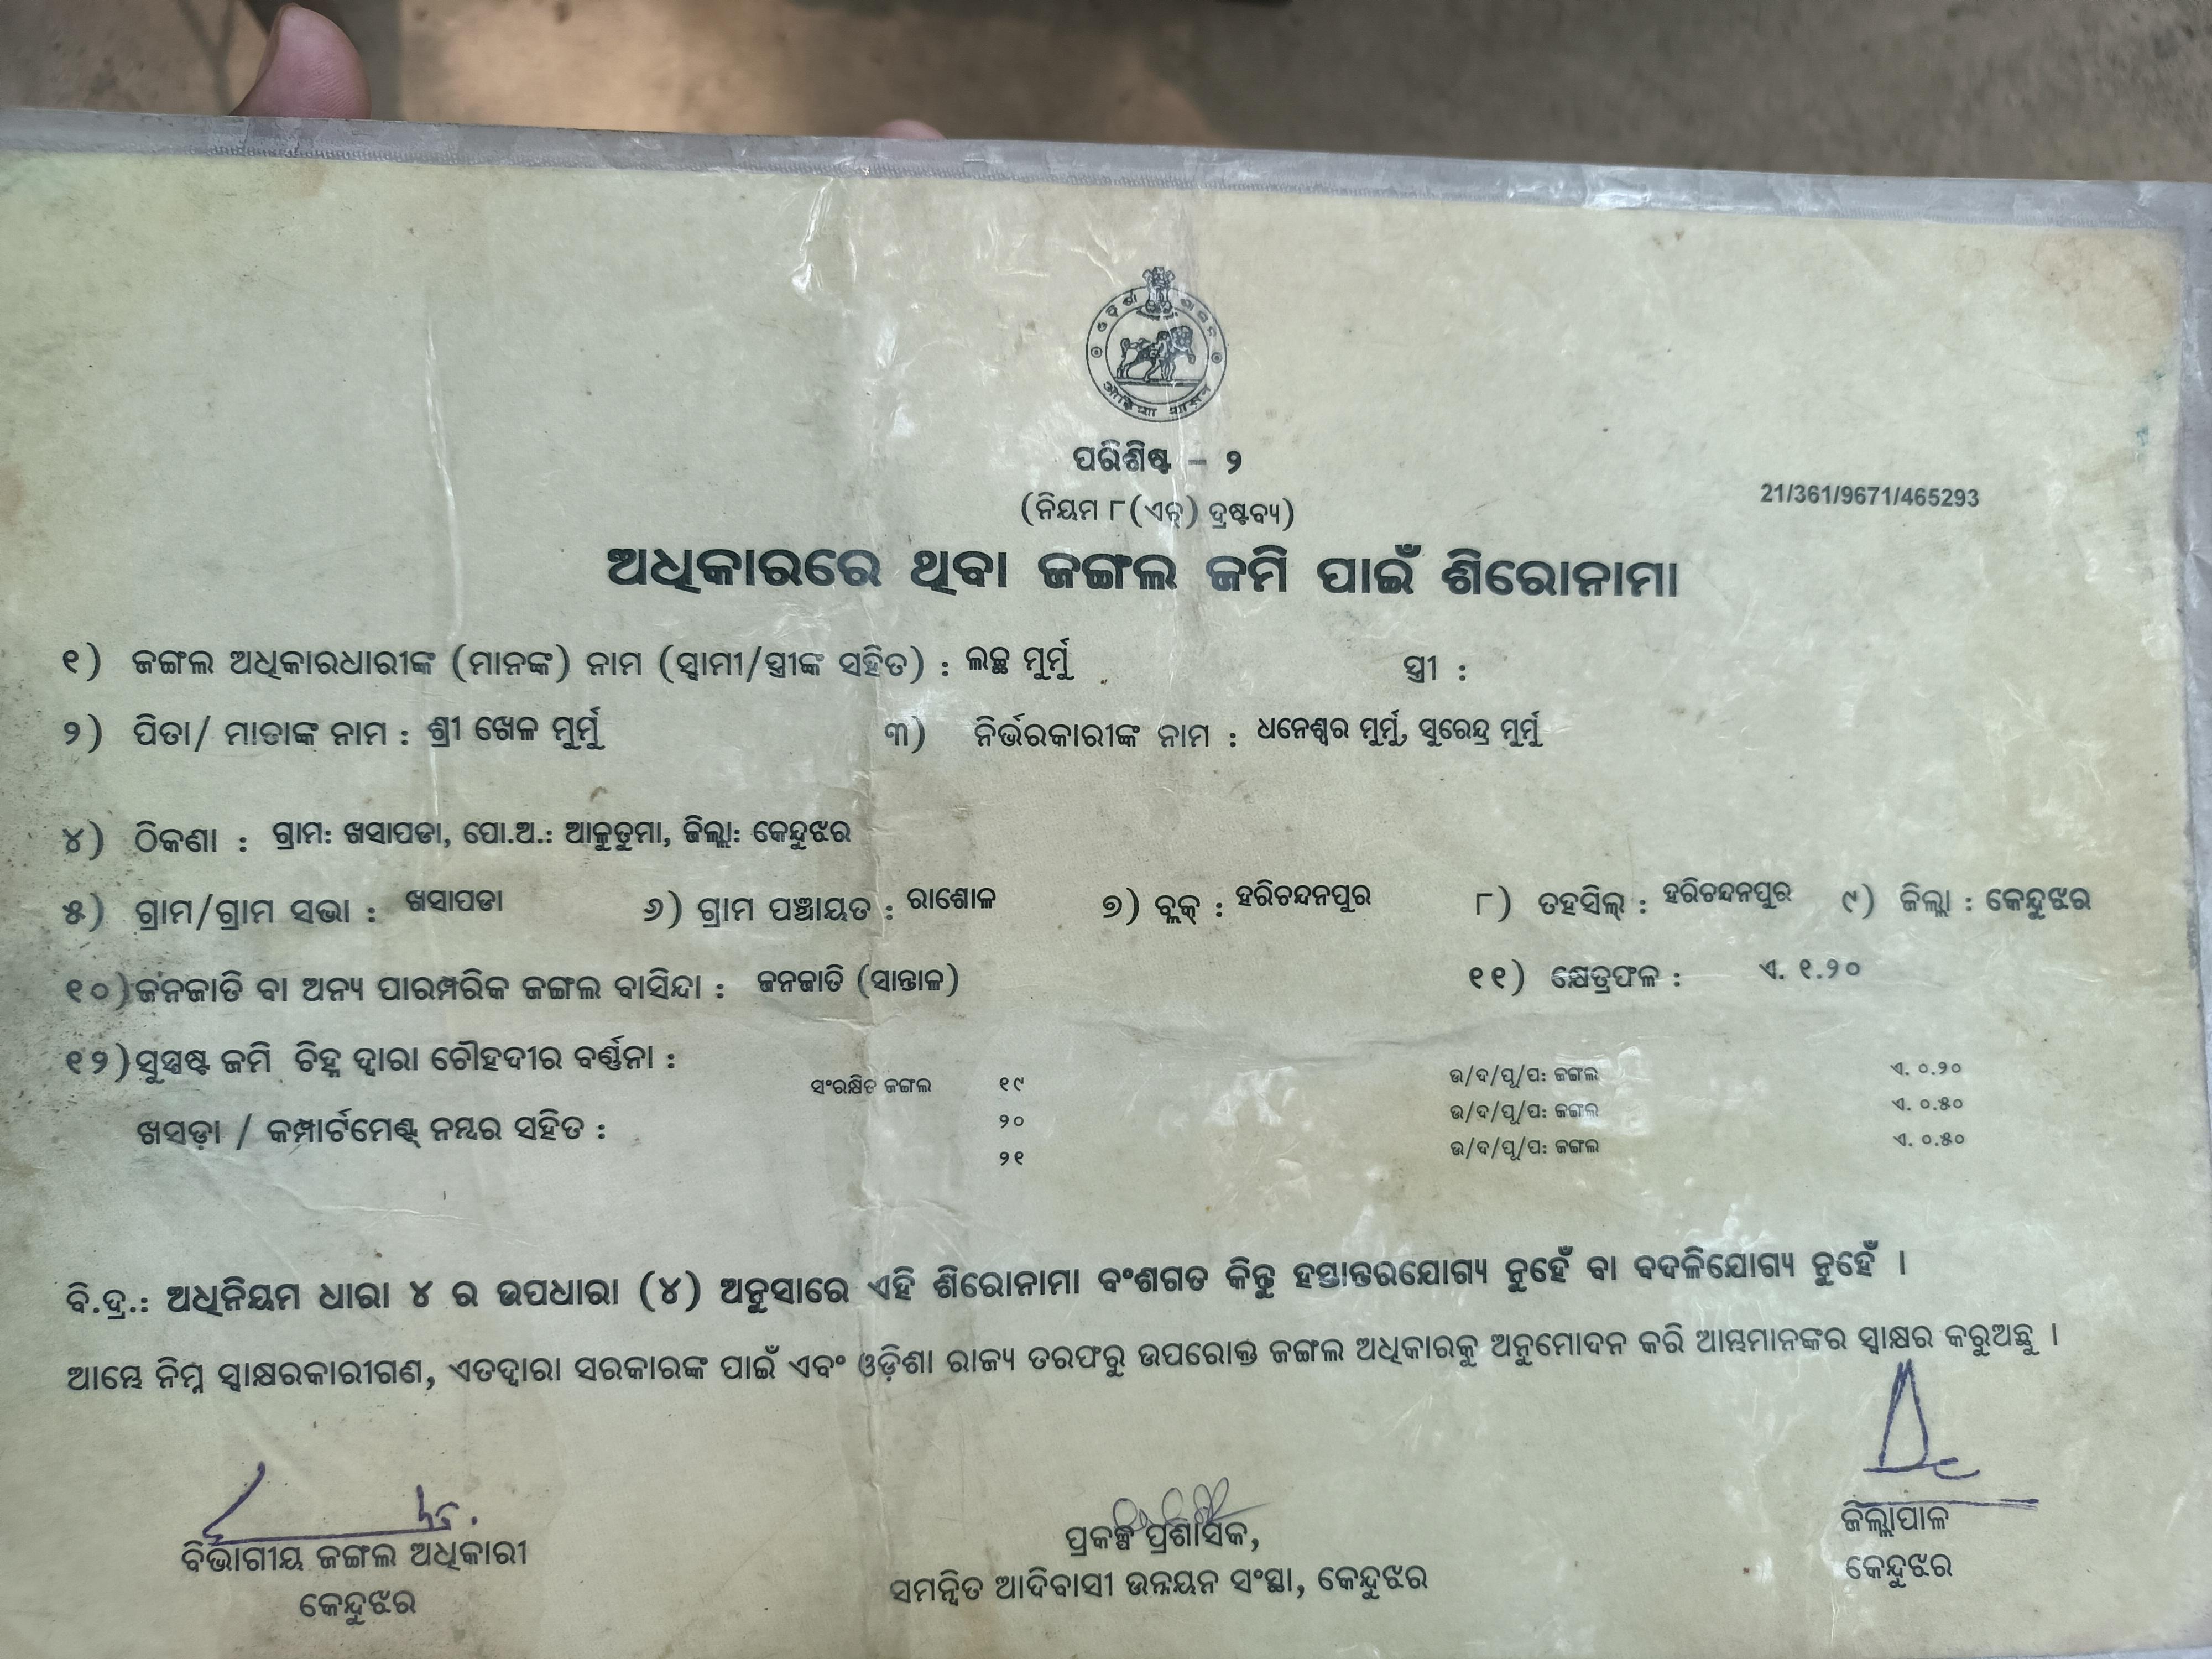 ଓଡ଼ିଶା ଶାସନ
ओड़िशा शासन
ପରିଶିଷ୍ଟ – ୨
(ନିୟମ ୮(ଏଚ୍) ଦ୍ରଷ୍ଟବ୍ୟ)
21/361/9671/465293
ଅଧିକାରରେ ଥିବା ଜଙ୍ଗଲ ଜମି ପାଇଁ ଶିରୋନାମା
୧) ଜଙ୍ଗଲ ଅଧିକାରଧାରୀଙ୍କ (ମାନଙ୍କ) ନାମ (ସ୍ୱାମୀ/ସ୍ତ୍ରୀଙ୍କ ସହିତ) : ଲଚ୍ଛ ମୁର୍ମୁ ସ୍ତ୍ରୀ :
୨) ପିତା/ ମାତାଙ୍କ ନାମ : ଶ୍ରୀ ଖେଳ ମୁର୍ମୁ ୩) ନିର୍ଭରକାରୀଙ୍କ ନାମ : ଧନେଶ୍ୱର ମୁର୍ମୁ, ସୁରେନ୍ଦ୍ର ମୁର୍ମୁ
୪) ଠିକଣା : ଗ୍ରାମ: ଖସାପଡା, ପୋ.ଅ.: ଆଳୁଡୁମା, ଜିଲ୍ଲା: କେନ୍ଦୁଝର
୫) ଗ୍ରାମ/ଗ୍ରାମ ସଭା : ଖସାପଡା ୬) ଗ୍ରାମ ପଞ୍ଚାୟତ : ରାଶୋଳ ୭) ବ୍ଲକ୍ : ହରିଚନ୍ଦନପୁର ୮) ତହସିଲ୍ : ହରିଚନ୍ଦନପୁର ୯) ଜିଲ୍ଲା : କେନ୍ଦୁଝର
୧୦)ଜନଜାତି ବା ଅନ୍ୟ ପାରମ୍ପରିକ ଜଙ୍ଗଲ ବାସିନ୍ଦା : ଜନଜାତି (ସାନ୍ତାଳ) ୧୧) କ୍ଷେତ୍ରଫଳ : ଏ. ୧.୨୦
୧୨)ସୁସ୍ପଷ୍ଟ ଜମି ଚିହ୍ନ ଦ୍ୱାରା ଚୌହଦୀର ବର୍ଣ୍ଣନା :
ସଂରକ୍ଷିତ ଜଙ୍ଗଲ ୧୯ ଉ/ଦ/ପୂ/ପ: ଜଙ୍ଗଲ ଏ. ୦.୨୦
ଖସଡ଼ା / କମ୍ପାର୍ଟମେଣ୍ଟ୍ ନମ୍ବର ସହିତ : ୨୦ ଉ/ଦ/ପୂ/ପ: ଜଙ୍ଗଲ ଏ. ୦.୫୦
୨୧ ଉ/ଦ/ପୂ/ପ: ଜଙ୍ଗଲ ଏ. ୦.୫୦
ବି.ଦ୍ର.: ଅଧିନିୟମ ଧାରା ୪ ର ଉପଧାରା (୪) ଅନୁସାରେ ଏହି ଶିରୋନାମା ବଂଶଗତ କିନ୍ତୁ ହସ୍ତାନ୍ତରଯୋଗ୍ୟ ନୁହେଁ ବା ବଦଳିଯୋଗ୍ୟ ନୁହେଁ ।
ଆମ୍ଭେ ନିମ୍ନ ସ୍ୱାକ୍ଷରକାରୀଗଣ, ଏତଦ୍ୱାରା ସରକାରଙ୍କ ପାଇଁ ଏବଂ ଓଡ଼ିଶା ରାଜ୍ୟ ତରଫରୁ ଉପରୋକ୍ତ ଜଙ୍ଗଲ ଅଧିକାରକୁ ଅନୁମୋଦନ କରି ଆମ୍ଭମାନଙ୍କର ସ୍ୱାକ୍ଷର କରୁଅଛୁ ।
ବିଭାଗୀୟ ଜଙ୍ଗଲ ଅଧିକାରୀ
କେନ୍ଦୁଝର
ପ୍ରକଳ୍ପ ପ୍ରଶାସକ,
ସମନ୍ୱିତ ଆଦିବାସୀ ଉନ୍ନୟନ ସଂସ୍ଥା, କେନ୍ଦୁଝର
ଜିଲ୍ଲାପାଳ
କେନ୍ଦୁଝର